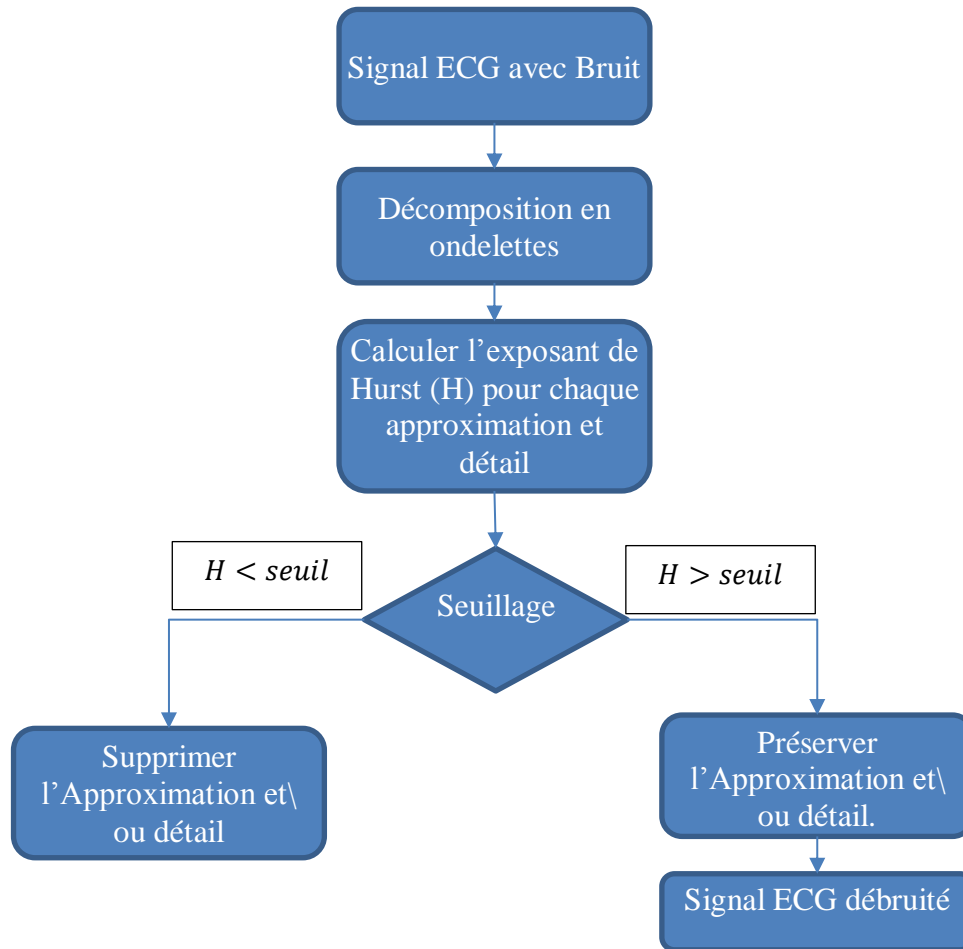 Signal ECG avec Bruit
Décomposition en
ondelettes
Calculer l’exposant de
Hurst (H) pour chaque
approximation et
détail
H < seuil
H > seuil
Seuillage
Supprimer
l’Approximation et\
ou détail
Préserver
l’Approximation et\
ou détail.
Signal ECG débruité